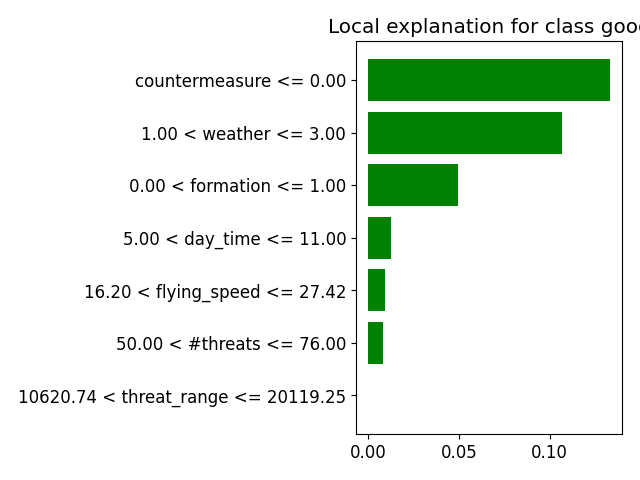 Local explanation for class good
countermeasure <= 0.00
1.00 < weather <= 3.00
0.00 < formation <= 1.00
5.00 < day_time <= 11.00
16.20 < flying_speed <= 27.42
50.00 < #threats <= 76.00
10620.74 < threat_range <= 20119.25
0.00 0.05 0.10